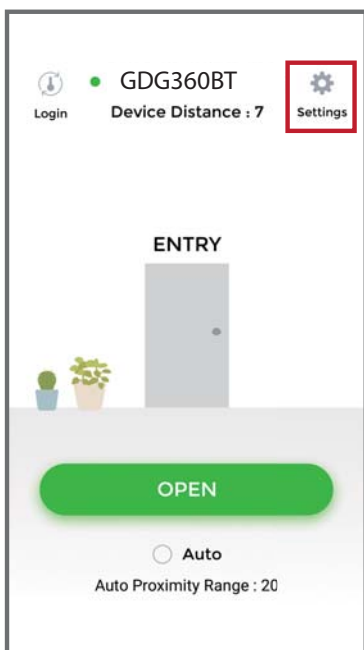 GDG360BT
Login
Device Distance : 7
Settings
ENTRY
OPEN
Auto
Auto Proximity Range : 20